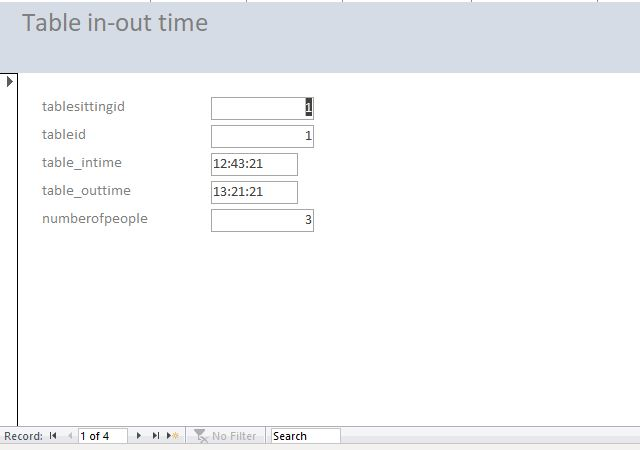 Table in-out time
tablesittingid 1
tableid 1
table_intime 12:43:21
table_outtime 13:21:21
numberofpeople 3
Record: 1 of 4 No Filter Search